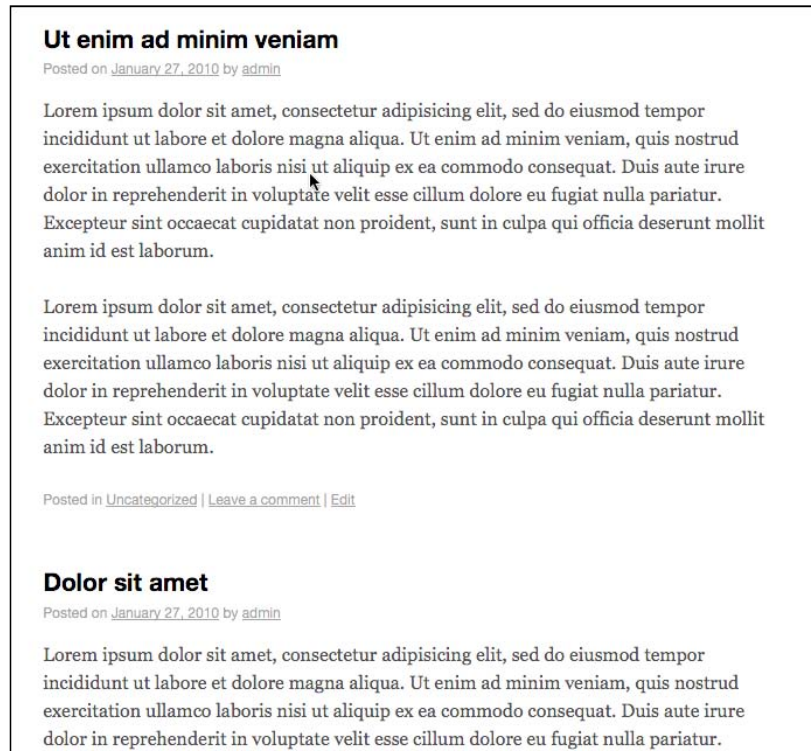 Ut enim ad minim veniam
Posted on January 27, 2010 by admin
Lorem ipsum dolor sit amet, consectetur adipisicing elit, sed do eiusmod tempor
incididunt ut labore et dolore magna aliqua. Ut enim ad minim veniam, quis nostrud
exercitation ullamco laboris nisi ut aliquip ex ea commodo consequat. Duis aute irure
dolor in reprehenderit in voluptate velit esse cillum dolore eu fugiat nulla pariatur.
Excepteur sint occaecat cupidatat non proident, sunt in culpa qui officia deserunt mollit
anim id est laborum.
Lorem ipsum dolor sit amet, consectetur adipisicing elit, sed do eiusmod tempor
incididunt ut labore et dolore magna aliqua. Ut enim ad minim veniam, quis nostrud
exercitation ullamco laboris nisi ut aliquip ex ea commodo consequat. Duis aute irure
dolor in reprehenderit in voluptate velit esse cillum dolore eu fugiat nulla pariatur.
Excepteur sint occaecat cupidatat non proident, sunt in culpa qui officia deserunt mollit
anim id est laborum.
Posted in Uncategorized | Leave a comment | Edit
Dolor sit amet
Posted on January 27, 2010 by admin
Lorem ipsum dolor sit amet, consectetur adipisicing elit, sed do eiusmod tempor
incididunt ut labore et dolore magna aliqua. Ut enim ad minim veniam, quis nostrud
exercitation ullamco laboris nisi ut aliquip ex ea commodo consequat. Duis aute irure
dolor in reprehenderit in voluptate velit esse cillum dolore eu fugiat nulla pariatur.